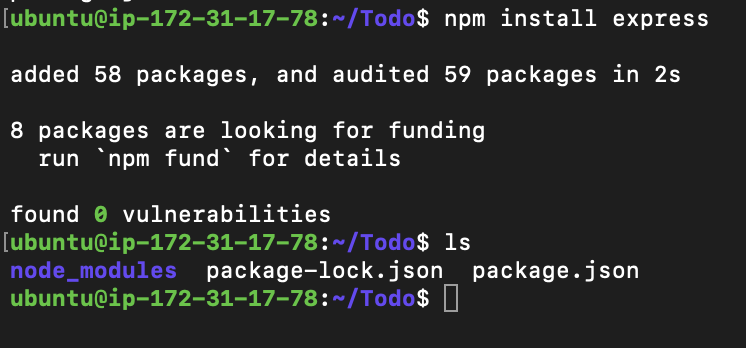 [ubuntu@ip-172-31-17-78:~/Todo$ npm install express
added 58 packages, and audited 59 packages in 2s
8 packages are looking for funding
  run `npm fund` for details
found 0 vulnerabilities
[ubuntu@ip-172-31-17-78:~/Todo$ ls
node_modules  package-lock.json  package.json
ubuntu@ip-172-31-17-78:~/Todo$